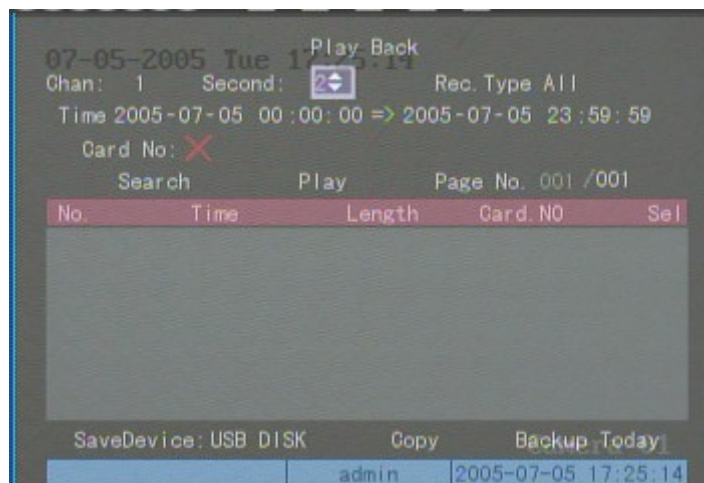 Play Back
07-05-2005 Tue 17:25:14
Chan: 1 Second: 2 Rec.Type All
Time 2005-07-05 00:00:00 => 2005-07-05 23:59:59
Card No:
Search Play Page No. 001/001
No. Time Length Card.NO Sel
SaveDevice:USB DISK Copy Backup Today
Camera 01
admin 2005-07-05 17:25:14